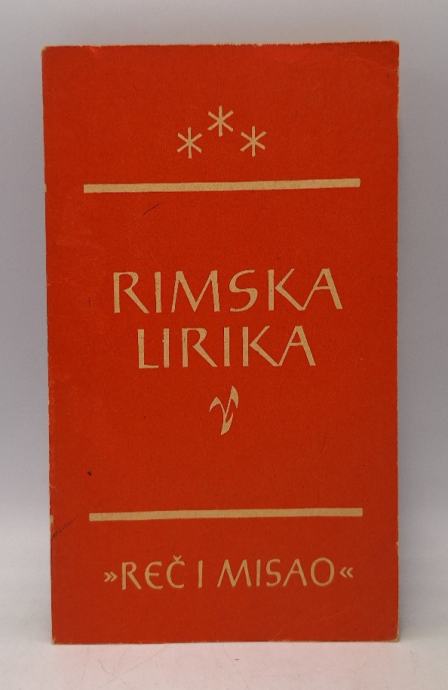 ***
RIMSKA
LIRIKA
»REČ I MISAO«